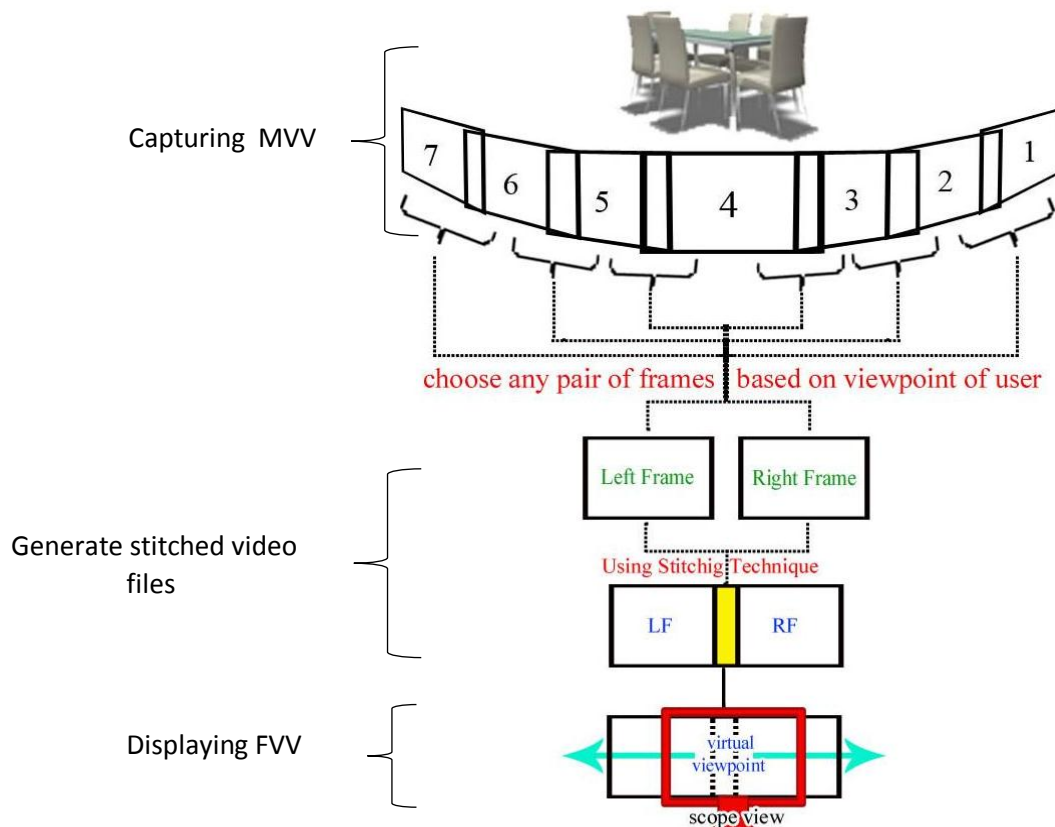 Capturing MVV
7 6 5 4 3 2 1
choose any pair of frames based on viewpoint of user
Left Frame Right Frame
Generate stitched video
files
Using Stitchig Technique
LF RF
Displaying FVV
virtual
viewpoint
scope view